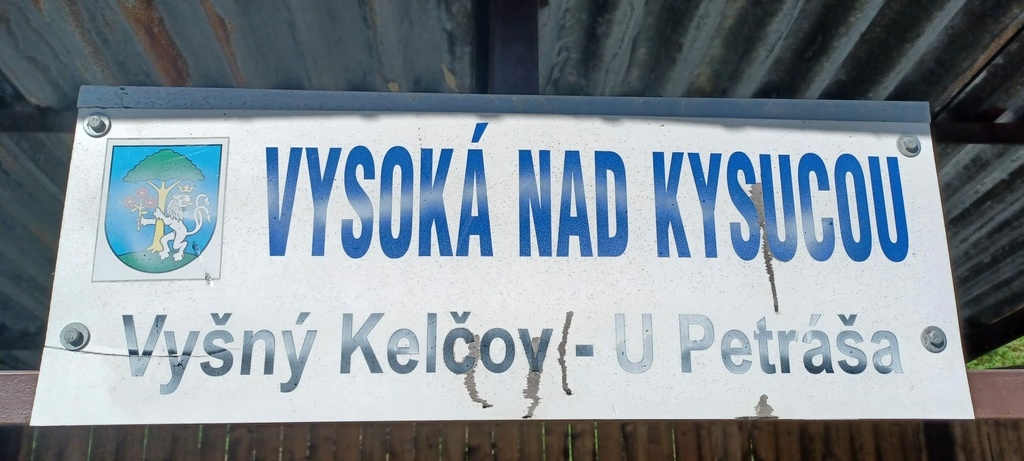 VYSOKÁ NAD KYSUCOU
Vyšný Kelčov - U Petráša